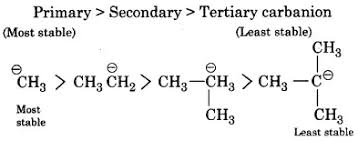 Primary > Secondary > Tertiary carbanion
(Most stable) (Least stable)
CH₃
⊖ ⊖ ⊖
CH₃ > CH₃ CH₂ > CH₃—CH > CH₃—C⊖
Most
stable
CH₃ CH₃
Least stable